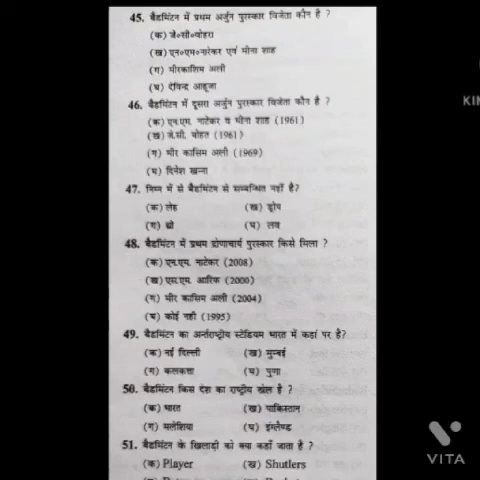 45. बैडमिंटन में प्रथम अर्जुन पुरस्कार विजेता कौन है ?
(क) जे०सी०वोहरा
(ख) एन०एम०नारेकर एवं मीना शाह
(ग) मीरकाशिम अली
(घ) देविन्द्र आहूजा
46. बैडमिंटन में दूसरा अर्जुन पुरस्कार विजेता कौन है ?
(क) एन.एम. नाटेकर व मीना शाह (1961)
(ख) जे.सी. वोहरा (1961)
(ग) मीर कासिम अली (1969)
(घ) दिनेश खन्ना
47. निम्न में से बैडमिंटन से सम्बन्धित नहीं है?
(क) लेह (ख) ड्रोप
(ग) थ्रो (घ) लव
48. बैडमिंटन में प्रथम द्रोणाचार्य पुरस्कार किसे मिला ?
(क) एन.एम. नाटेकर (2008)
(ख) एस.एम. आरिफ (2000)
(ग) मीर कासिम अली (2004)
(घ) कोई नही (1995)
49. बैडमिंटन का अर्न्तराष्ट्रीय स्टेडियम भारत में कहां पर है?
(क) नई दिल्ली (ख) मुम्बई
(ग) कलकत्ता (घ) पुणा
50. बैडमिंटन किस देश का राष्ट्रीय खेल है ?
(क) भारत (ख) पाकिस्तान
(ग) मलेशिया (घ) इंग्लैण्ड
51. बैडमिंटन के खिलाड़ी को क्या कहाँ जाता है ?
(क) Player (ख) Shutlers
VITA